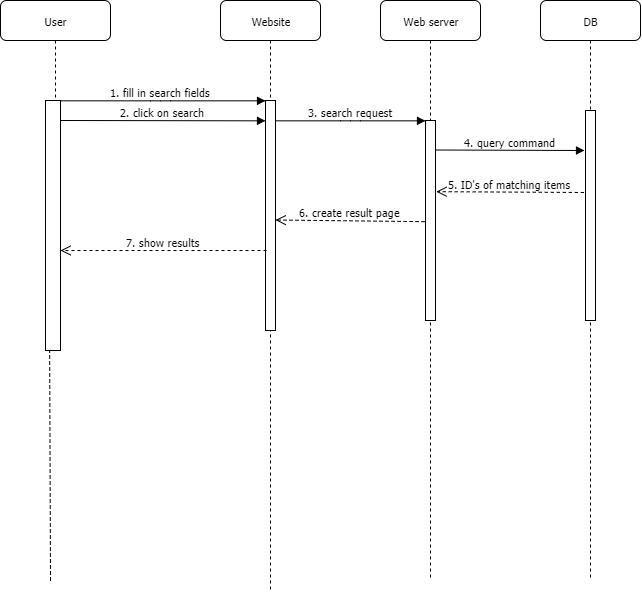 User
Website
Web server
DB
1. fill in search fields
2. click on search
3. search request
4. query command
5. ID's of matching items
6. create result page
7. show results